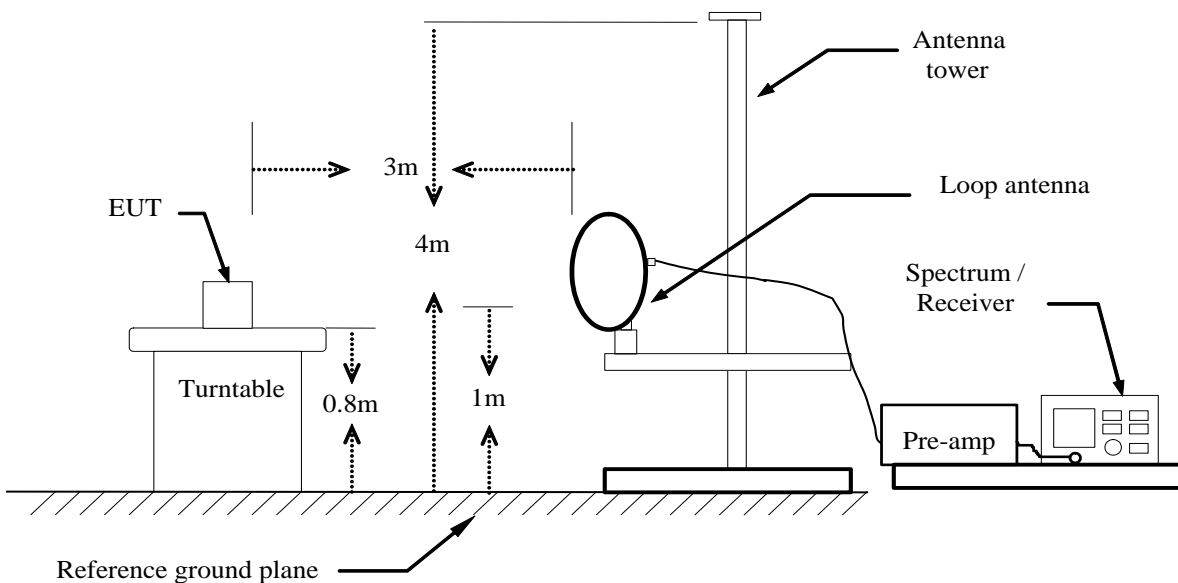 Antenna
tower
3m
Loop antenna
EUT
4m
Spectrum /
Receiver
Turntable
0.8m
1m
Pre-amp
Reference ground plane